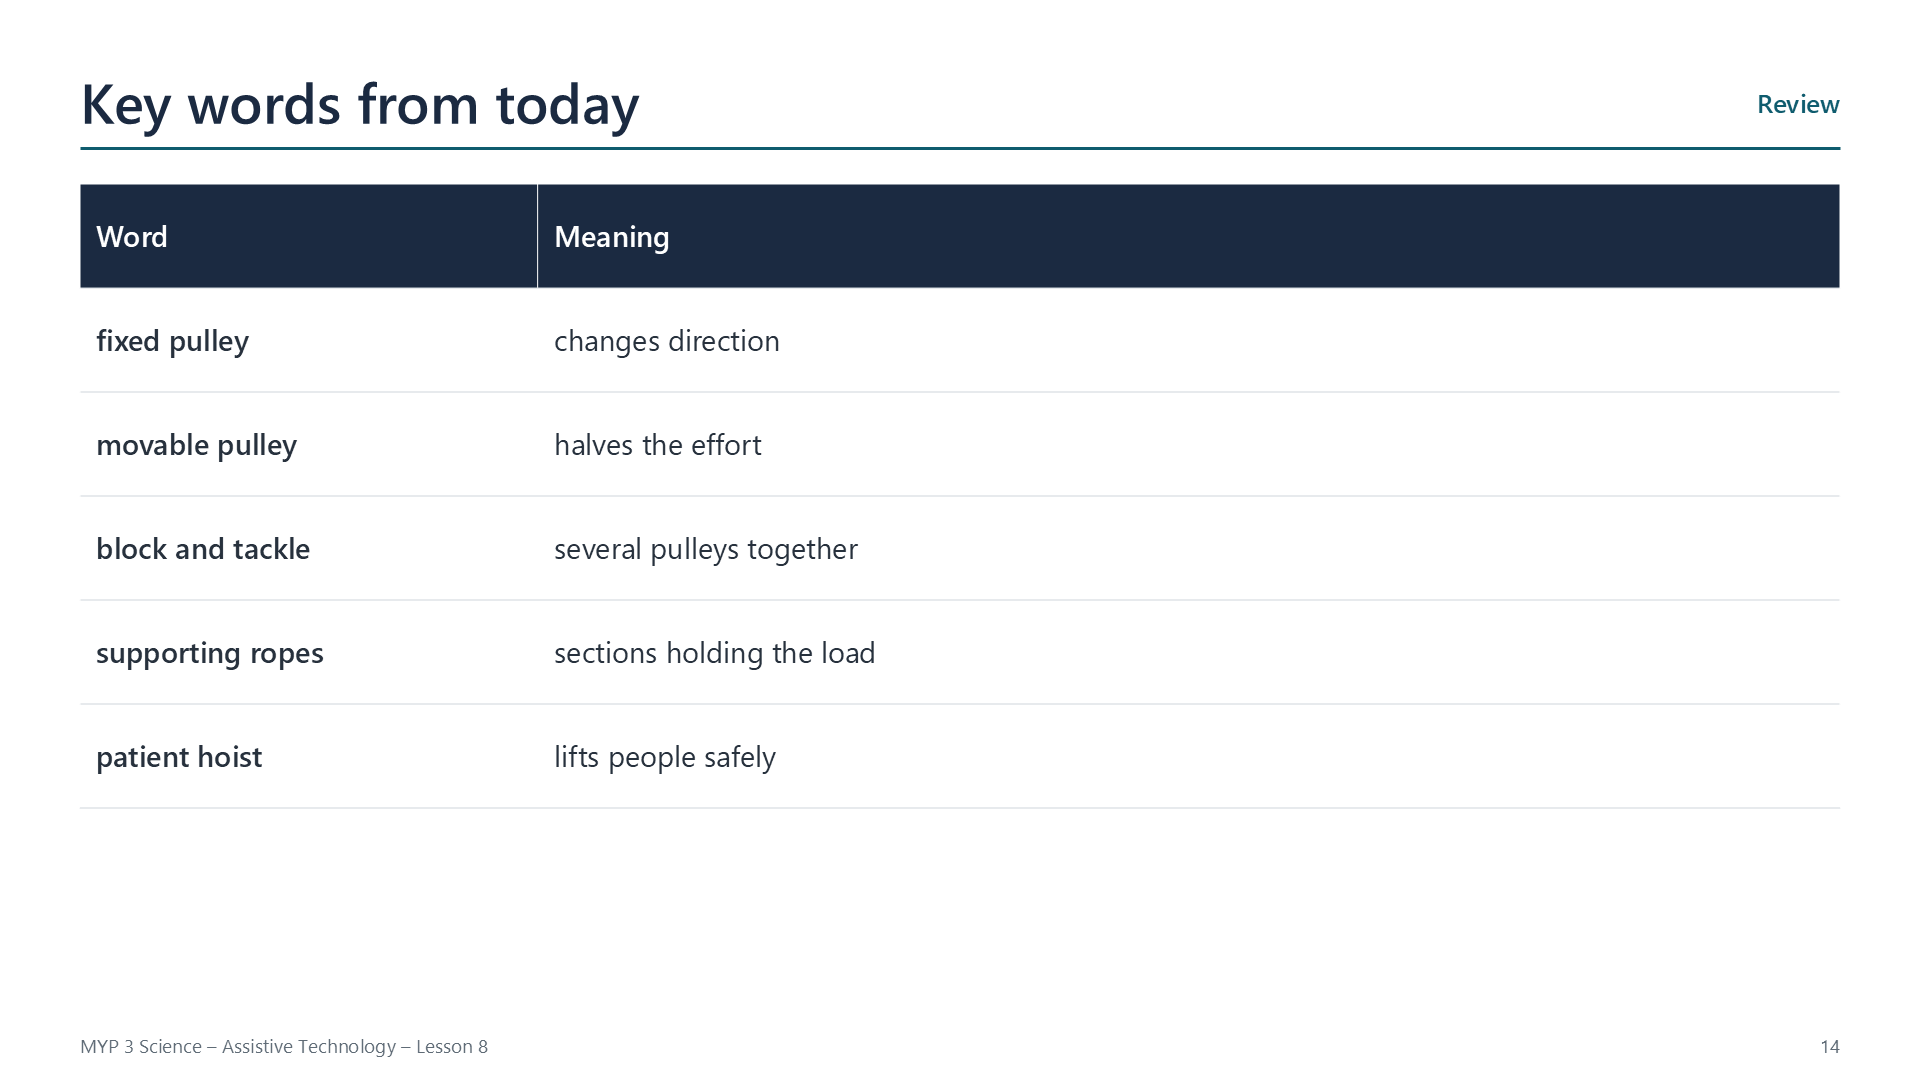 Key words from today
Review
Word
Meaning
fixed pulley
changes direction
movable pulley
halves the effort
block and tackle
several pulleys together
supporting ropes
sections holding the load
patient hoist
lifts people safely
MYP 3 Science – Assistive Technology – Lesson 8
14